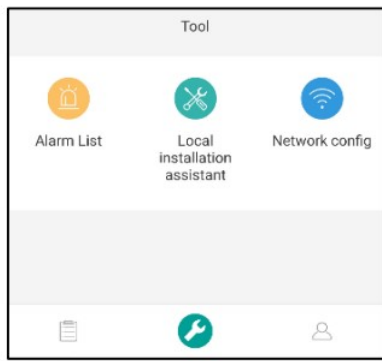 Tool
Alarm List
Local
installation
assistant
Network config